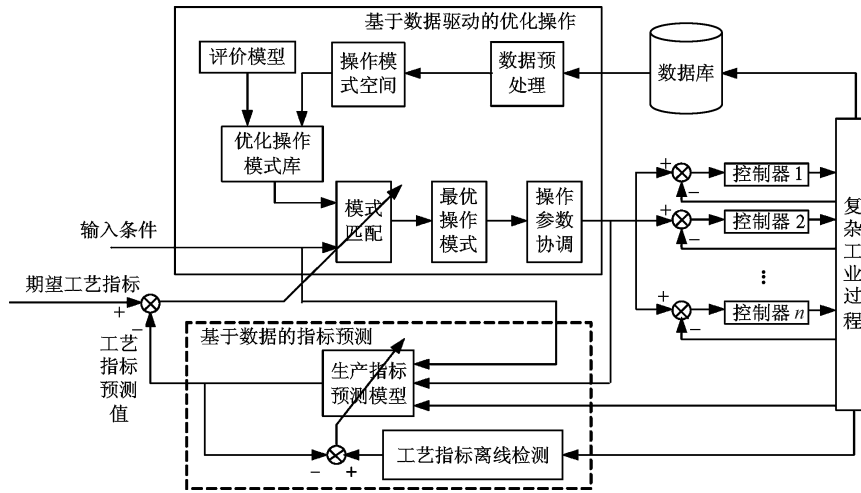 基于数据驱动的优化操作
评价模型
操作模
式空间
数据预
处理
数据库
优化操作
模式库
模式
匹配
最优
操作
模式
操作
参数
协调
输入条件
期望工艺指标
+
−
工艺
指标
预测
值
+
−
控制器 1
+
−
控制器 2
⋮
+
−
控制器 n
复
杂
工
业
过
程
基于数据的指标预测
生产指标
预测模型
−
+
工艺指标离线检测